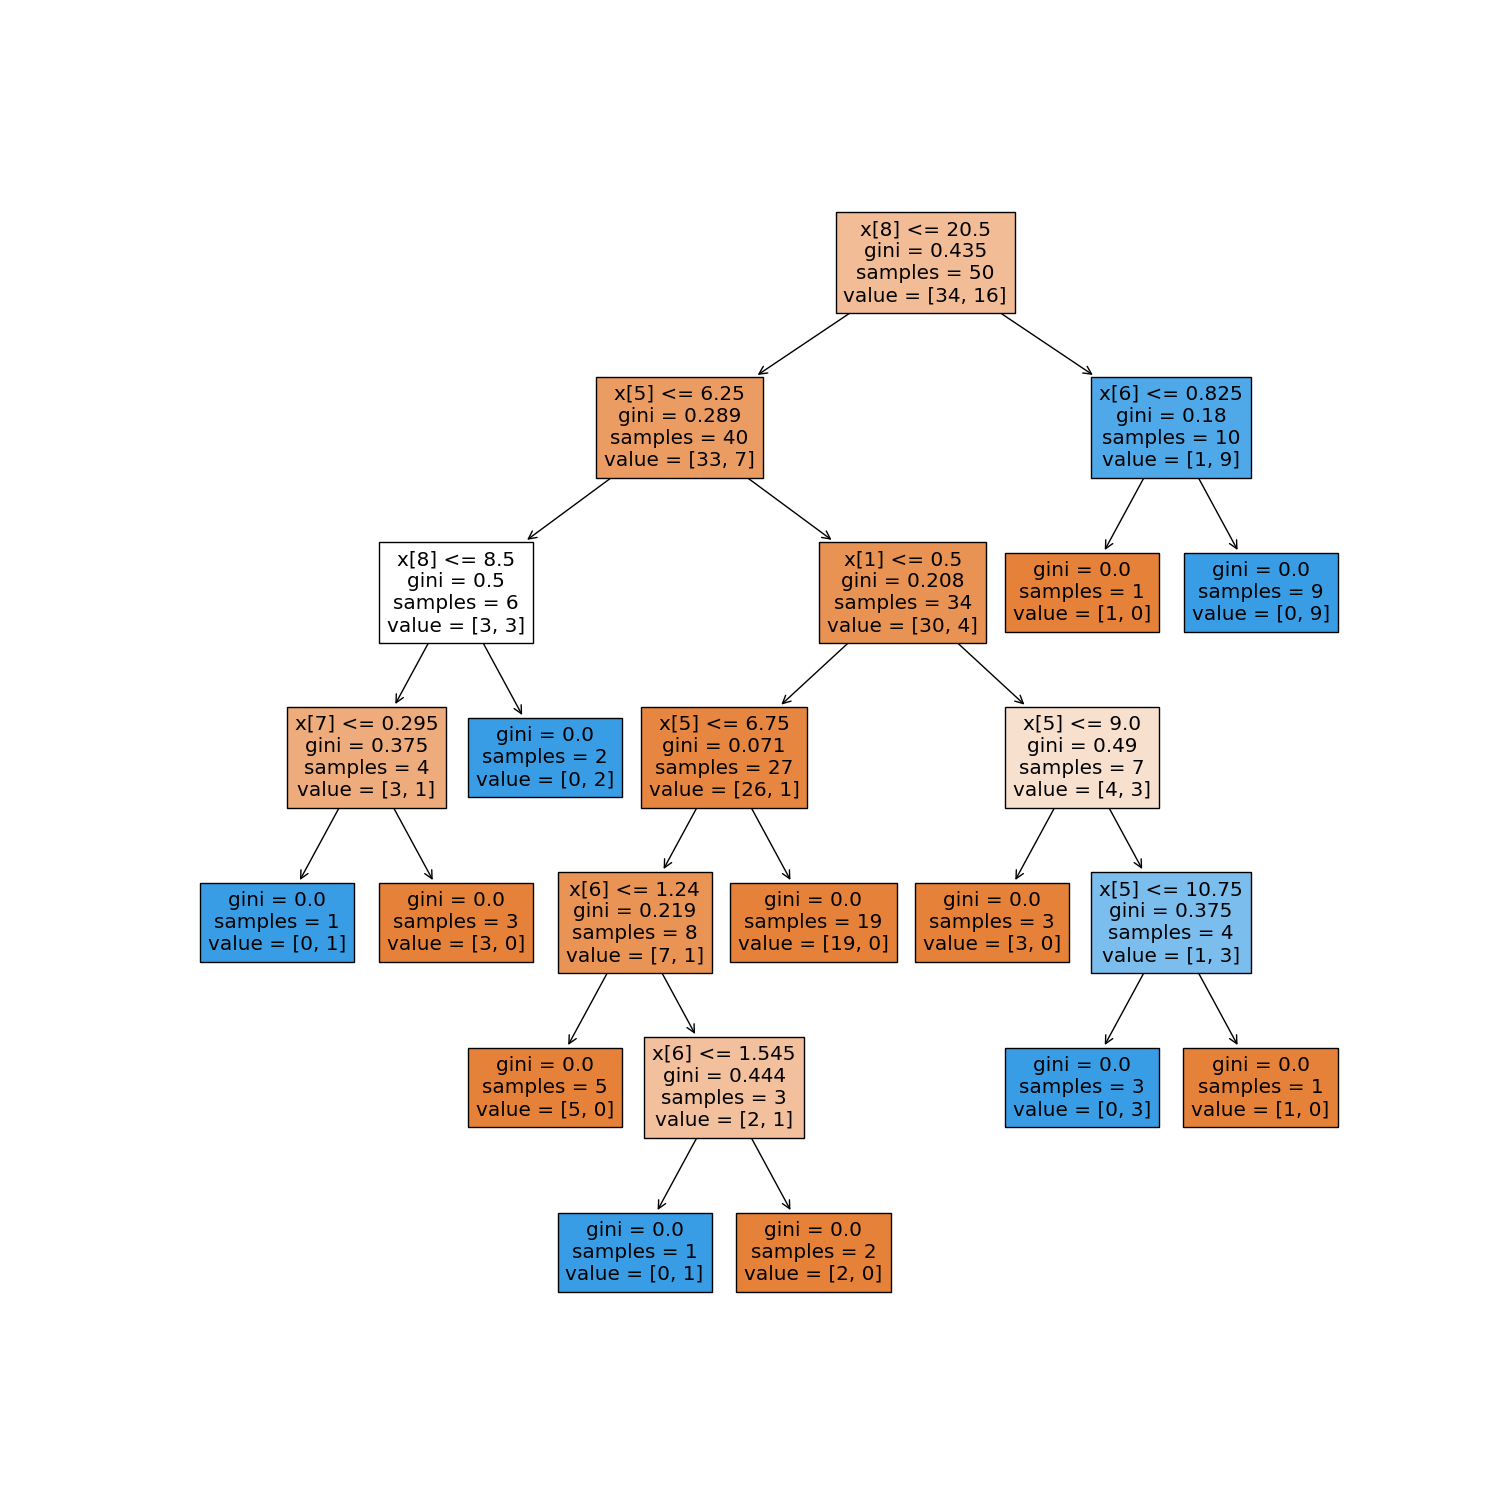 x[8] <= 20.5
gini = 0.435
samples = 50
value = [34, 16]
x[5] <= 6.25
gini = 0.289
samples = 40
value = [33, 7]
x[6] <= 0.825
gini = 0.18
samples = 10
value = [1, 9]
x[8] <= 8.5
gini = 0.5
samples = 6
value = [3, 3]
x[1] <= 0.5
gini = 0.208
samples = 34
value = [30, 4]
gini = 0.0
samples = 1
value = [1, 0]
gini = 0.0
samples = 9
value = [0, 9]
x[7] <= 0.295
gini = 0.375
samples = 4
value = [3, 1]
gini = 0.0
samples = 2
value = [0, 2]
x[5] <= 6.75
gini = 0.071
samples = 27
value = [26, 1]
x[5] <= 9.0
gini = 0.49
samples = 7
value = [4, 3]
gini = 0.0
samples = 1
value = [0, 1]
gini = 0.0
samples = 3
value = [3, 0]
x[6] <= 1.24
gini = 0.219
samples = 8
value = [7, 1]
gini = 0.0
samples = 19
value = [19, 0]
gini = 0.0
samples = 3
value = [3, 0]
x[5] <= 10.75
gini = 0.375
samples = 4
value = [1, 3]
gini = 0.0
samples = 5
value = [5, 0]
x[6] <= 1.545
gini = 0.444
samples = 3
value = [2, 1]
gini = 0.0
samples = 3
value = [0, 3]
gini = 0.0
samples = 1
value = [1, 0]
gini = 0.0
samples = 1
value = [0, 1]
gini = 0.0
samples = 2
value = [2, 0]